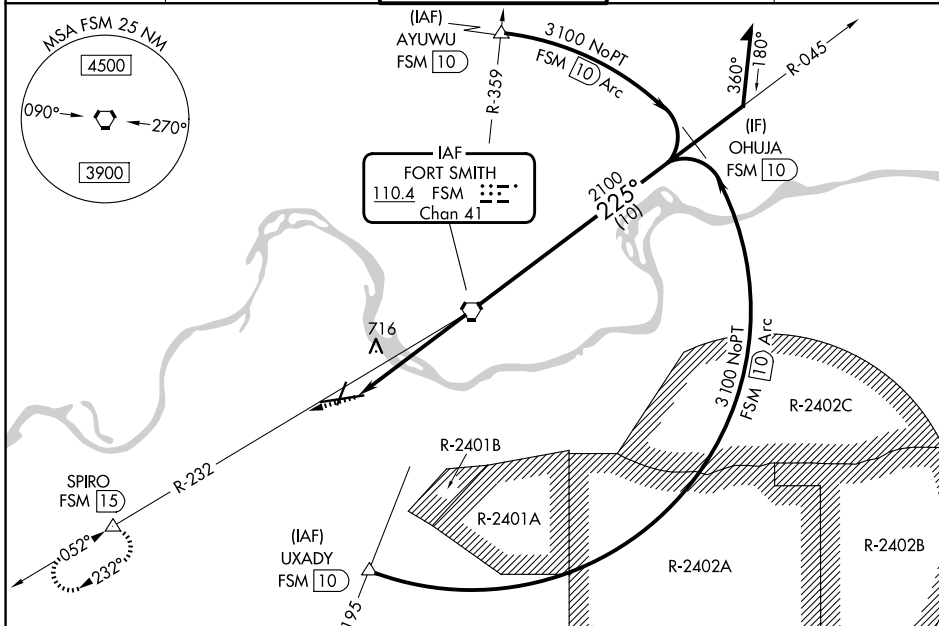 MSA FSM 25 NM
4500
090°
270°
3900
(IAF)
AYUWU
FSM 10
R-359
3100 NoPT
FSM 10 Arc
360°
180°
R-045
(IF)
OHUJA
FSM 10
IAF
FORT SMITH
110.4 FSM
Chan 41
2100
225°
(10)
716
3100 NoPT
FSM 10 Arc
R-2402C
R-2401B
R-2401A
R-2402A
R-2402B
R-232
SPIRO
FSM 15
052°
232°
(IAF)
UXADY
FSM 10
195